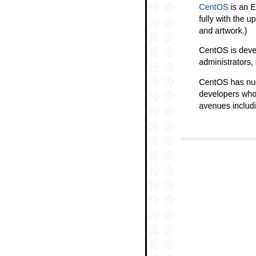 CentOS is an E
fully with the up
and artwork.)
CentOS is deve
administrators,
CentOS has nu
developers who
avenues includi